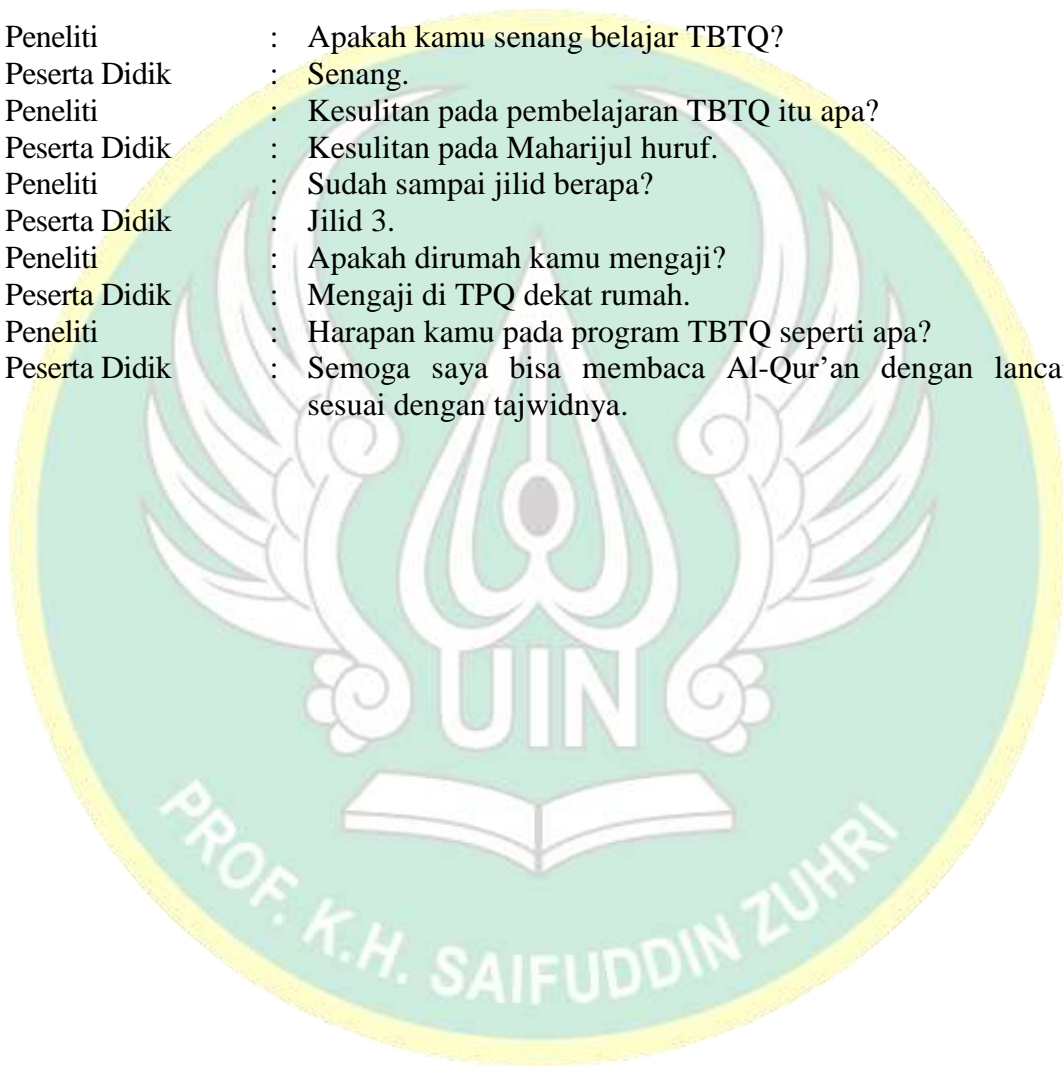 Peneliti : Apakah kamu senang belajar TBTQ?
Peserta Didik : Senang.
Peneliti : Kesulitan pada pembelajaran TBTQ itu apa?
Peserta Didik : Kesulitan pada Maharijul huruf.
Peneliti : Sudah sampai jilid berapa?
Peserta Didik : Jilid 3.
Peneliti : Apakah dirumah kamu mengaji?
Peserta Didik : Mengaji di TPQ dekat rumah.
Peneliti : Harapan kamu pada program TBTQ seperti apa?
Peserta Didik : Semoga saya bisa membaca Al-Qur’an dengan
sesuai dengan tajwidnya.
UIN
PROF. K.H. SAIFUDDIN ZUHRI